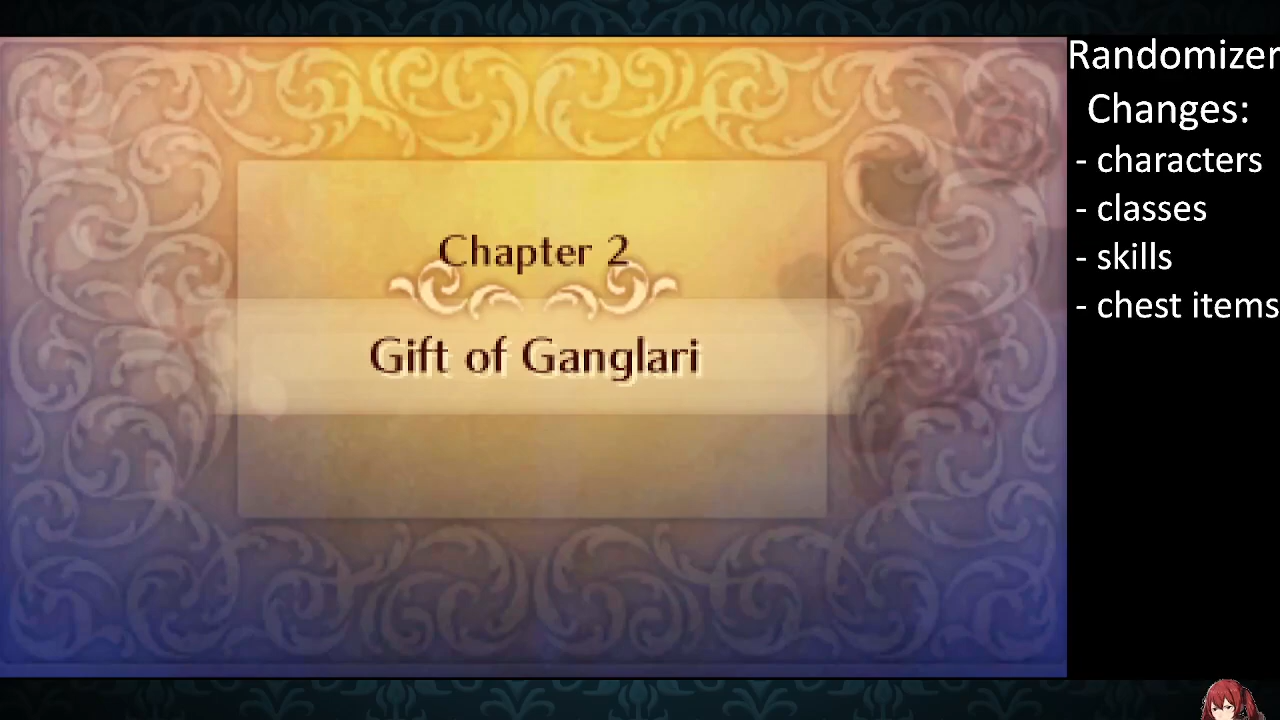 Chapter 2
Gift of Ganglari
Randomizer
Changes:
- characters
- classes
- skills
- chest items